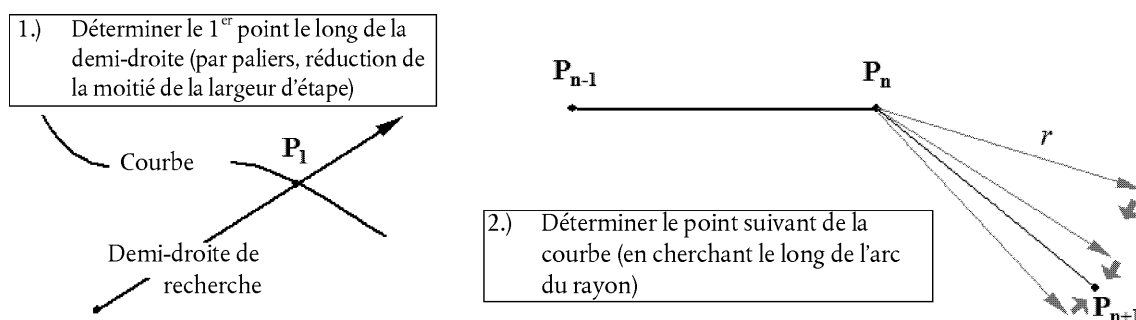 1.) Déterminer le 1er point le long de la
demi-droite (par paliers, réduction de
la moitié de la largeur d'étape)
Courbe
P1
Demi-droite de
recherche
Pn-1
Pn
r
2.) Déterminer le point suivant de la
courbe (en cherchant le long de l'arc
du rayon)
Pn+1